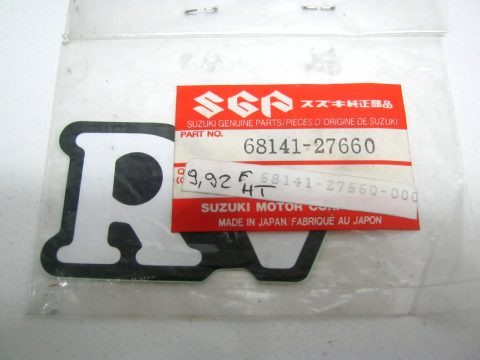 SGP スズキ純正部品
SUZUKI GENUINE PARTS/PIECES D'ORIGINE DE SUZUKI
PART NO.
68141-27660
9,92 F HT
68141-27660-000
SUZUKI MOTOR CO
MADE IN JAPAN, FABRIQUÉ AU JAPON
RV